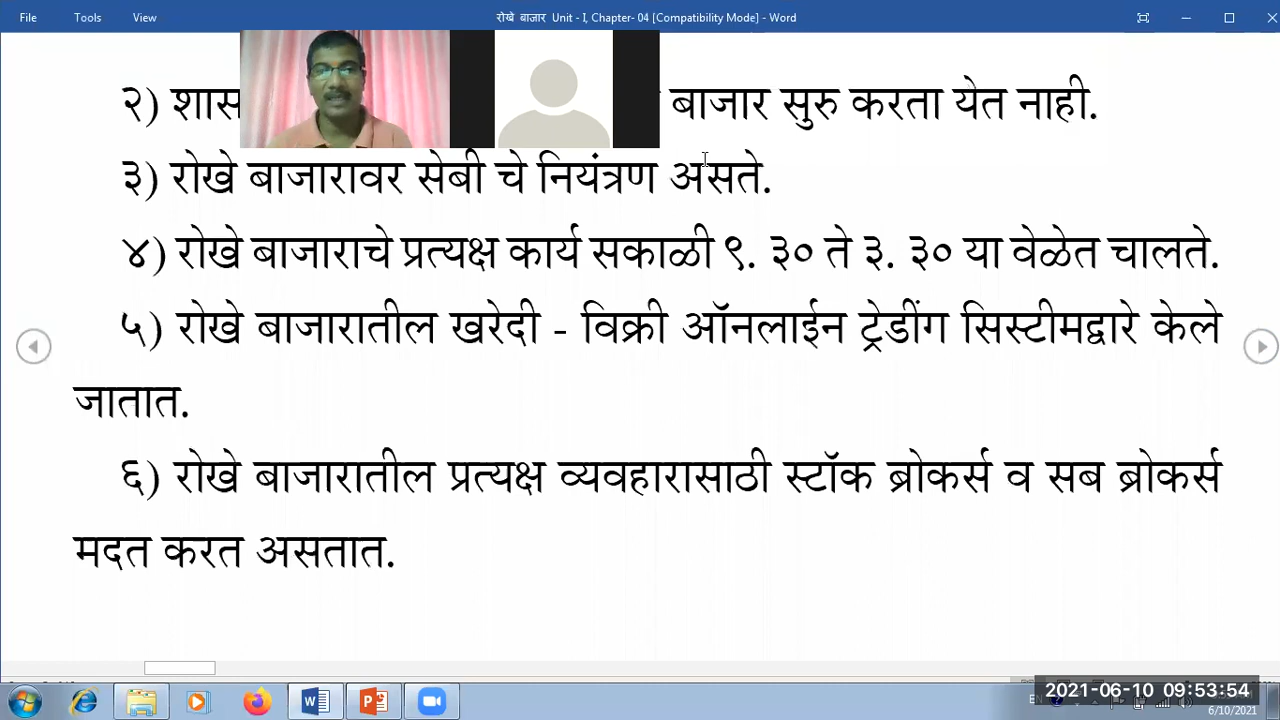 File Tools View रोखे बाजार Unit - I, Chapter- 04 [Compatibility Mode] - Word
२) शास बाजार सुरु करता येत नाही.
३) रोखे बाजारावर सेबी चे नियंत्रण असते.
४) रोखे बाजाराचे प्रत्यक्ष कार्य सकाळी ९. ३० ते ३. ३० या वेळेत चालते.
५) रोखे बाजारातील खरेदी - विक्री ऑनलाईन ट्रेडींग सिस्टीमद्वारे केले
जातात.
६) रोखे बाजारातील प्रत्यक्ष व्यवहारासाठी स्टॉक ब्रोकर्स व सब ब्रोकर्स
मदत करत असतात.
2021-06-10 09:53:54
6/10/2021